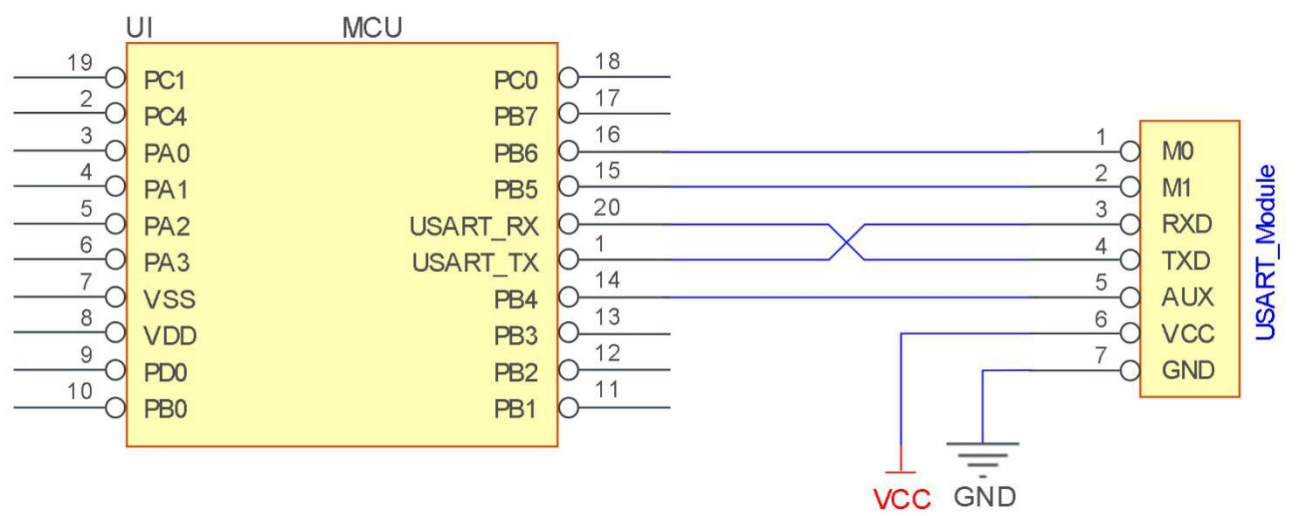 UI MCU
19 PC1 PC0 18
2 PC4 PB7 17
3 PA0 PB6 16 1 M0
4 PA1 PB5 15 2 M1
5 PA2 USART_RX 20 3 RXD
6 PA3 USART_TX 1 4 TXD
7 VSS PB4 14 5 AUX
8 VDD PB3 13 6 VCC
9 PD0 PB2 12 7 GND
10 PB0 PB1 11
USART_Module
VCC GND